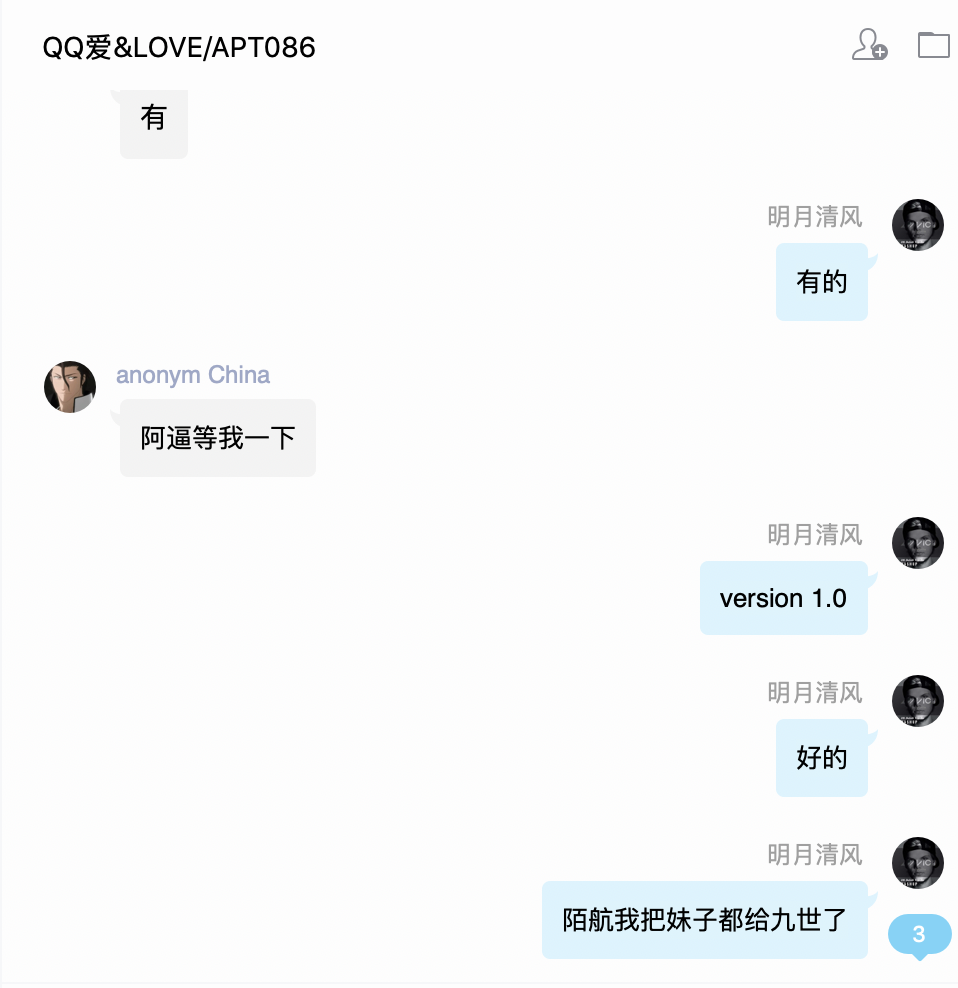 QQ爱&LOVE/APT086
有
明月清风
有的
anonym China
阿逼等我一下
明月清风
version 1.0
明月清风
好的
明月清风
陌航我把妹子都给九世了
3